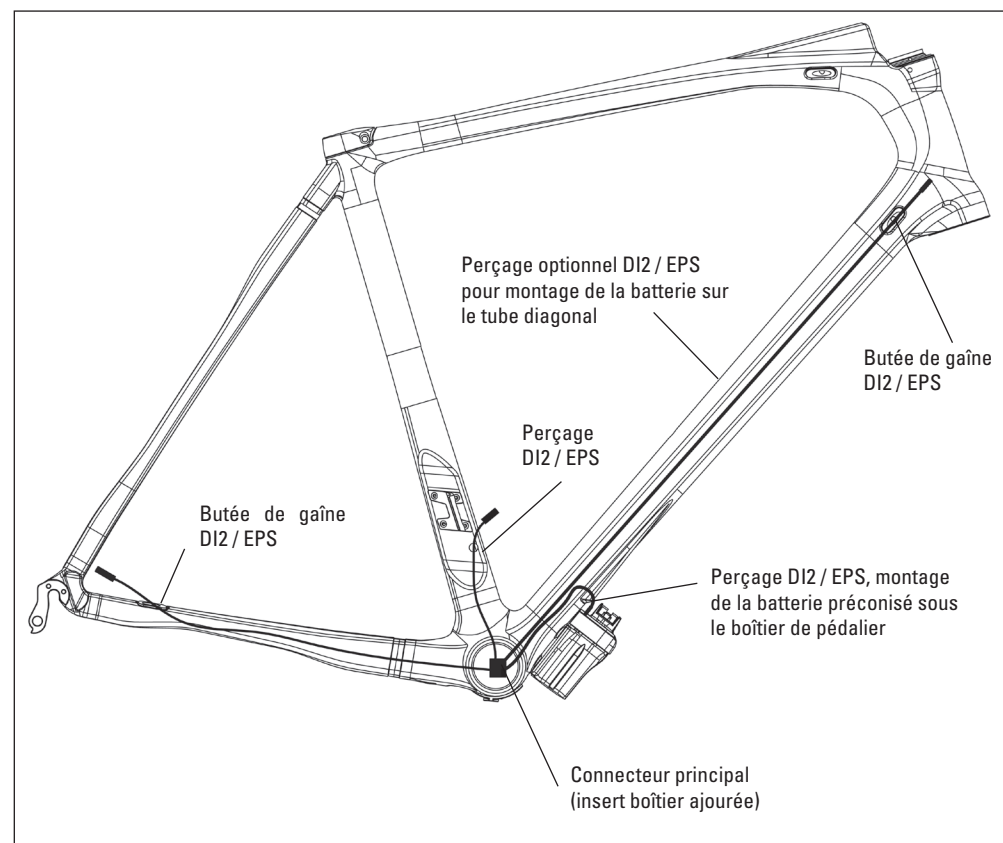 Perçage optionnel DI2 / EPS
pour montage de la batterie sur
le tube diagonal
Butée de gaîne
DI2 / EPS
Perçage
DI2 / EPS
Butée de gaîne
DI2 / EPS
Perçage DI2 / EPS, montage
de la batterie préconisé sous
le boîtier de pédalier
Connecteur principal
(insert boîtier ajourée)